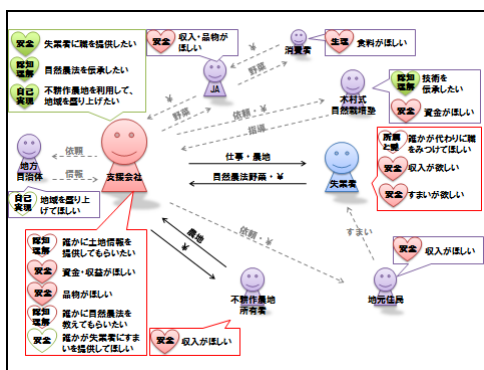 安全 失業者に職を提供したい
認知理解 自然農法を伝承したい
自己実現 不耕作農地を利用して、
地域を盛り上げたい
安全 収入・品物が
ほしい
消費者
生理 食料がほしい
JA
¥
野菜
野菜
¥
依頼・¥
指導
木村式
自然栽培塾
認知理解 技術を
伝承したい
安全 資金がほしい
地方
自治体
依頼
情報
支援会社
仕事・農地
自然農法野菜・¥
失業者
所属と愛 誰かが代わりに職
をみつけてほしい
安全 収入が欲しい
安全 すまいが欲しい
自己実現 地域を盛り上
げてほしい
認知理解 誰かに土地情報を
提供してもらいたい
安全 資金・収益がほしい
安全 品物がほしい
認知理解 誰かに自然農法を
教えてもらいたい
安全 誰かが失業者にすま
いを提供してほしい
農地
¥
依頼・¥
すまい
安全 収入がほしい
不耕作農地
所有者
地元住民
安全 収入がほしい